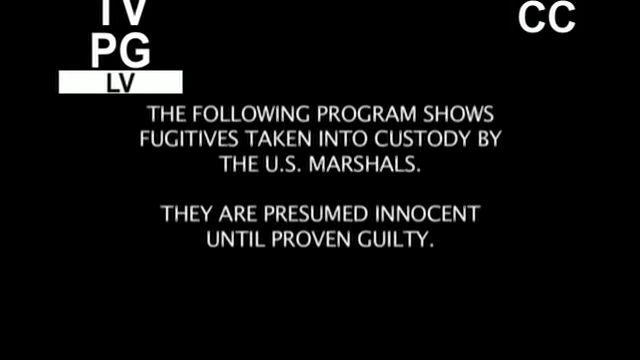 TV
PG
LV
CC
THE FOLLOWING PROGRAM SHOWS
FUGITIVES TAKEN INTO CUSTODY BY
THE U.S. MARSHALS.
THEY ARE PRESUMED INNOCENT
UNTIL PROVEN GUILTY.